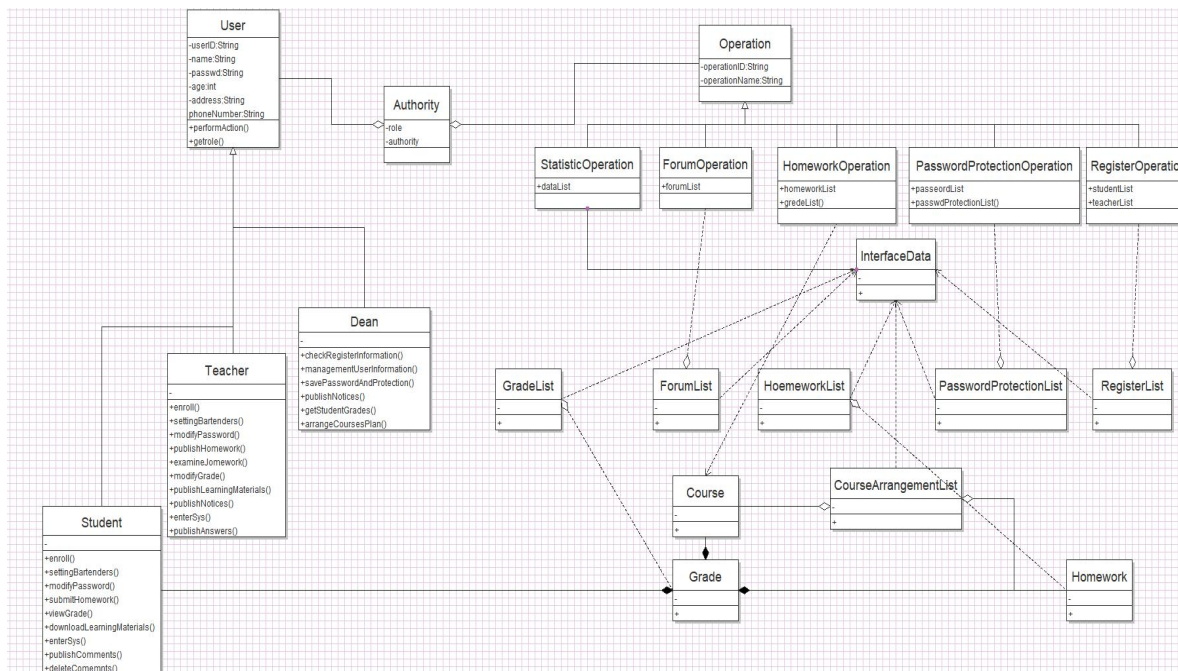 User
-userID:String
-name:String
-passwd:String
-age:int
-address:String
phoneNumber:String
+performAction()
+getrole()
Authority
-role
-authority
Operation
-operationID:String
-operationName:String
StatisticOperation
+dataList
ForumOperation
+forumList
HomeworkOperation
+homeworkList
+gredeList()
PasswordProtectionOperation
+passeordList
+passwdProtectionList()
RegisterOperatio
+studentList
+teacherList
InterfaceData
-
+
Dean
-
+checkRegisterInformation()
+managementUserInformation()
+savePasswordAndProtection()
+publishNotices()
+getStudentGrades()
+arrangeCoursesPlan()
Teacher
-
+enroll()
+settingBartenders()
+modifyPassword()
+publishHomework()
+examineJomework()
+modifyGrade()
+publishLearningMaterials()
+publishNotices()
+enterSys()
+publishAnswers()
GradeList
-
+
ForumList
-
+
HoemeworkList
-
+
PasswordProtectionList
-
+
RegisterList
-
+
Course
-
+
CourseArrangementList
-
+
Student
-
+enroll()
+settingBartenders()
+modifyPassword()
+submitHomework()
+viewGrade()
+downloadLearningMaterials()
+enterSys()
+publishComments()
+deleteComemnts()
Grade
-
+
Homework
-
+